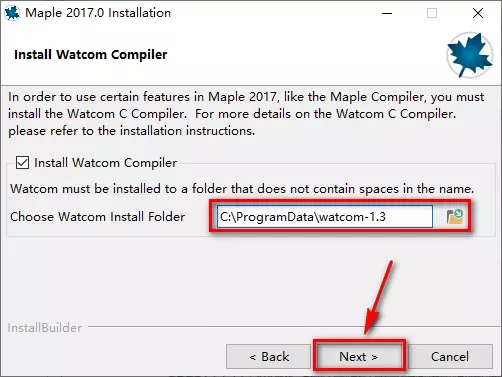 Maple 2017.0 Installation
Install Watcom Compiler
In order to use certain features in Maple 2017, like the Maple Compiler, you must
install the Watcom C Compiler.  For more details on the Watcom C Compiler.
please refer to the installation instructions.
Install Watcom Compiler
Watcom must be installed to a folder that does not contain spaces in the name.
Choose Watcom Install Folder C:\ProgramData\watcom-1.3
InstallBuilder
< Back Next > Cancel